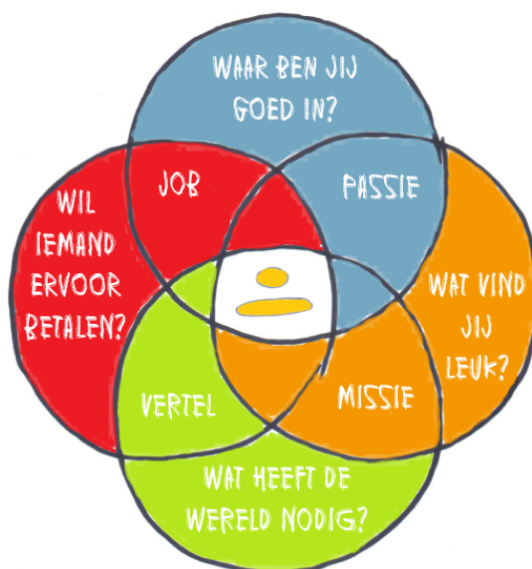 WAAR BEN JIJ
GOED IN?
JOB
PASSIE
WIL
IEMAND
ERVOOR
BETALEN?
WAT VIND
JIJ
LEUK?
VERTEL
MISSIE
WAT HEEFT DE
WERELD NODIG?